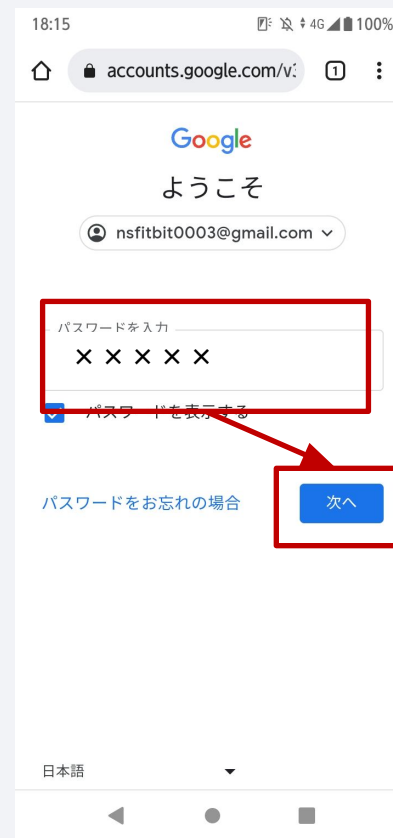 18:15 4G 100%
accounts.google.com/v3 1
Google
ようこそ
nsfitbit0003@gmail.com
パスワードを入力
×××××
パスワードを表示する
パスワードをお忘れの場合 次へ
日本語